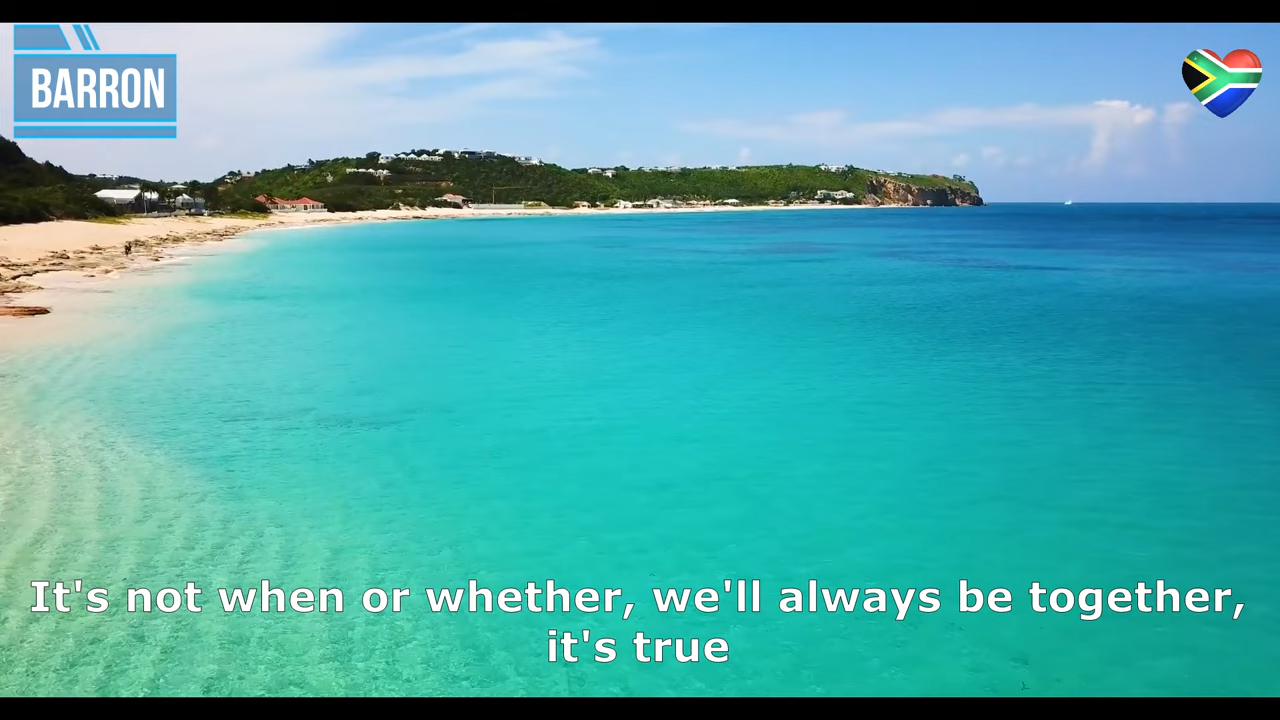 BARRON
It's not when or whether, we'll always be together,
it's true